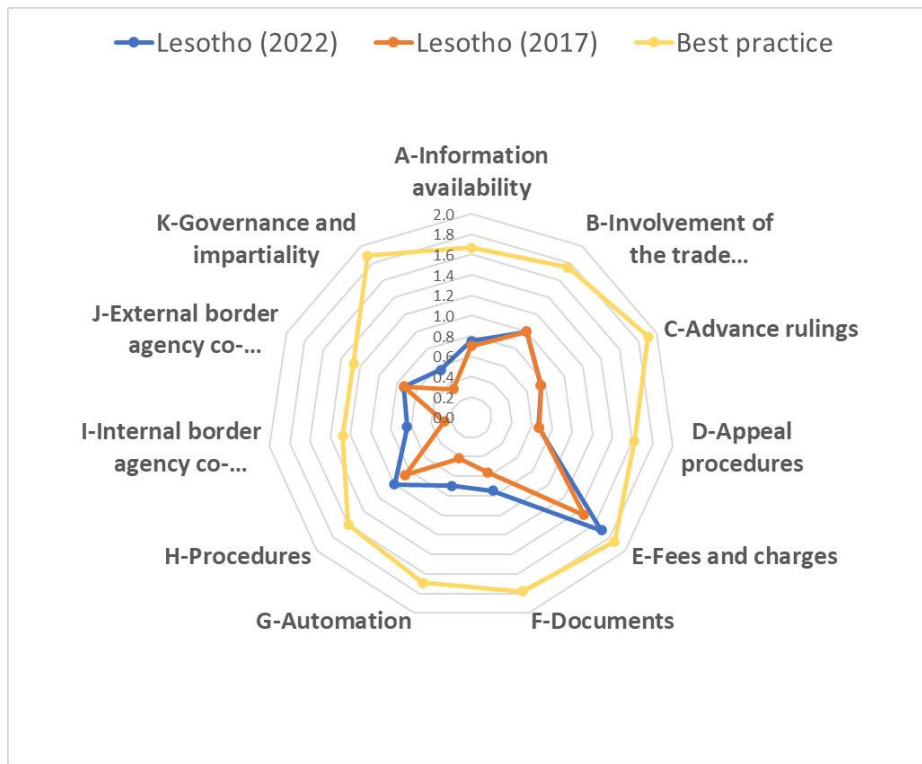 Lesotho (2022) Lesotho (2017) Best practice
A-Information
availability
K-Governance and
impartiality
B-Involvement of
the trade...
J-External border
agency co-...
C-Advance rulings
I-Internal border
agency co-...
D-Appeal
procedures
H-Procedures
E-Fees and charges
G-Automation
F-Documents
2.0
1.8
1.6
1.4
1.2
1.0
0.8
0.6
0.4
0.2
0.0